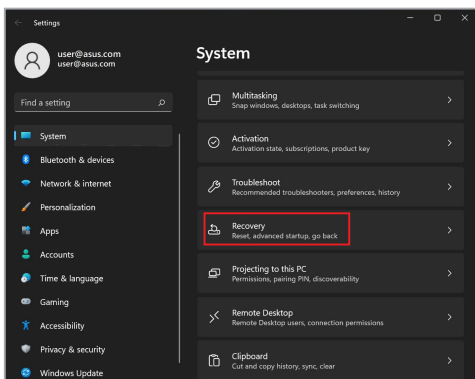 Settings
user@asus.com
user@asus.com
Find a setting
System
Bluetooth & devices
Network & internet
Personalization
Apps
Accounts
Time & language
Gaming
Accessibility
Privacy & security
Windows Update
System
Multitasking
Snap windows, desktops, task switching
Activation
Activation state, subscriptions, product key
Troubleshoot
Recommended troubleshooters, preferences, history
Recovery
Reset, advanced startup, go back
Projecting to this PC
Permissions, pairing PIN, discoverability
Remote Desktop
Remote Desktop users, connection permissions
Clipboard
Cut and copy history, sync, clear